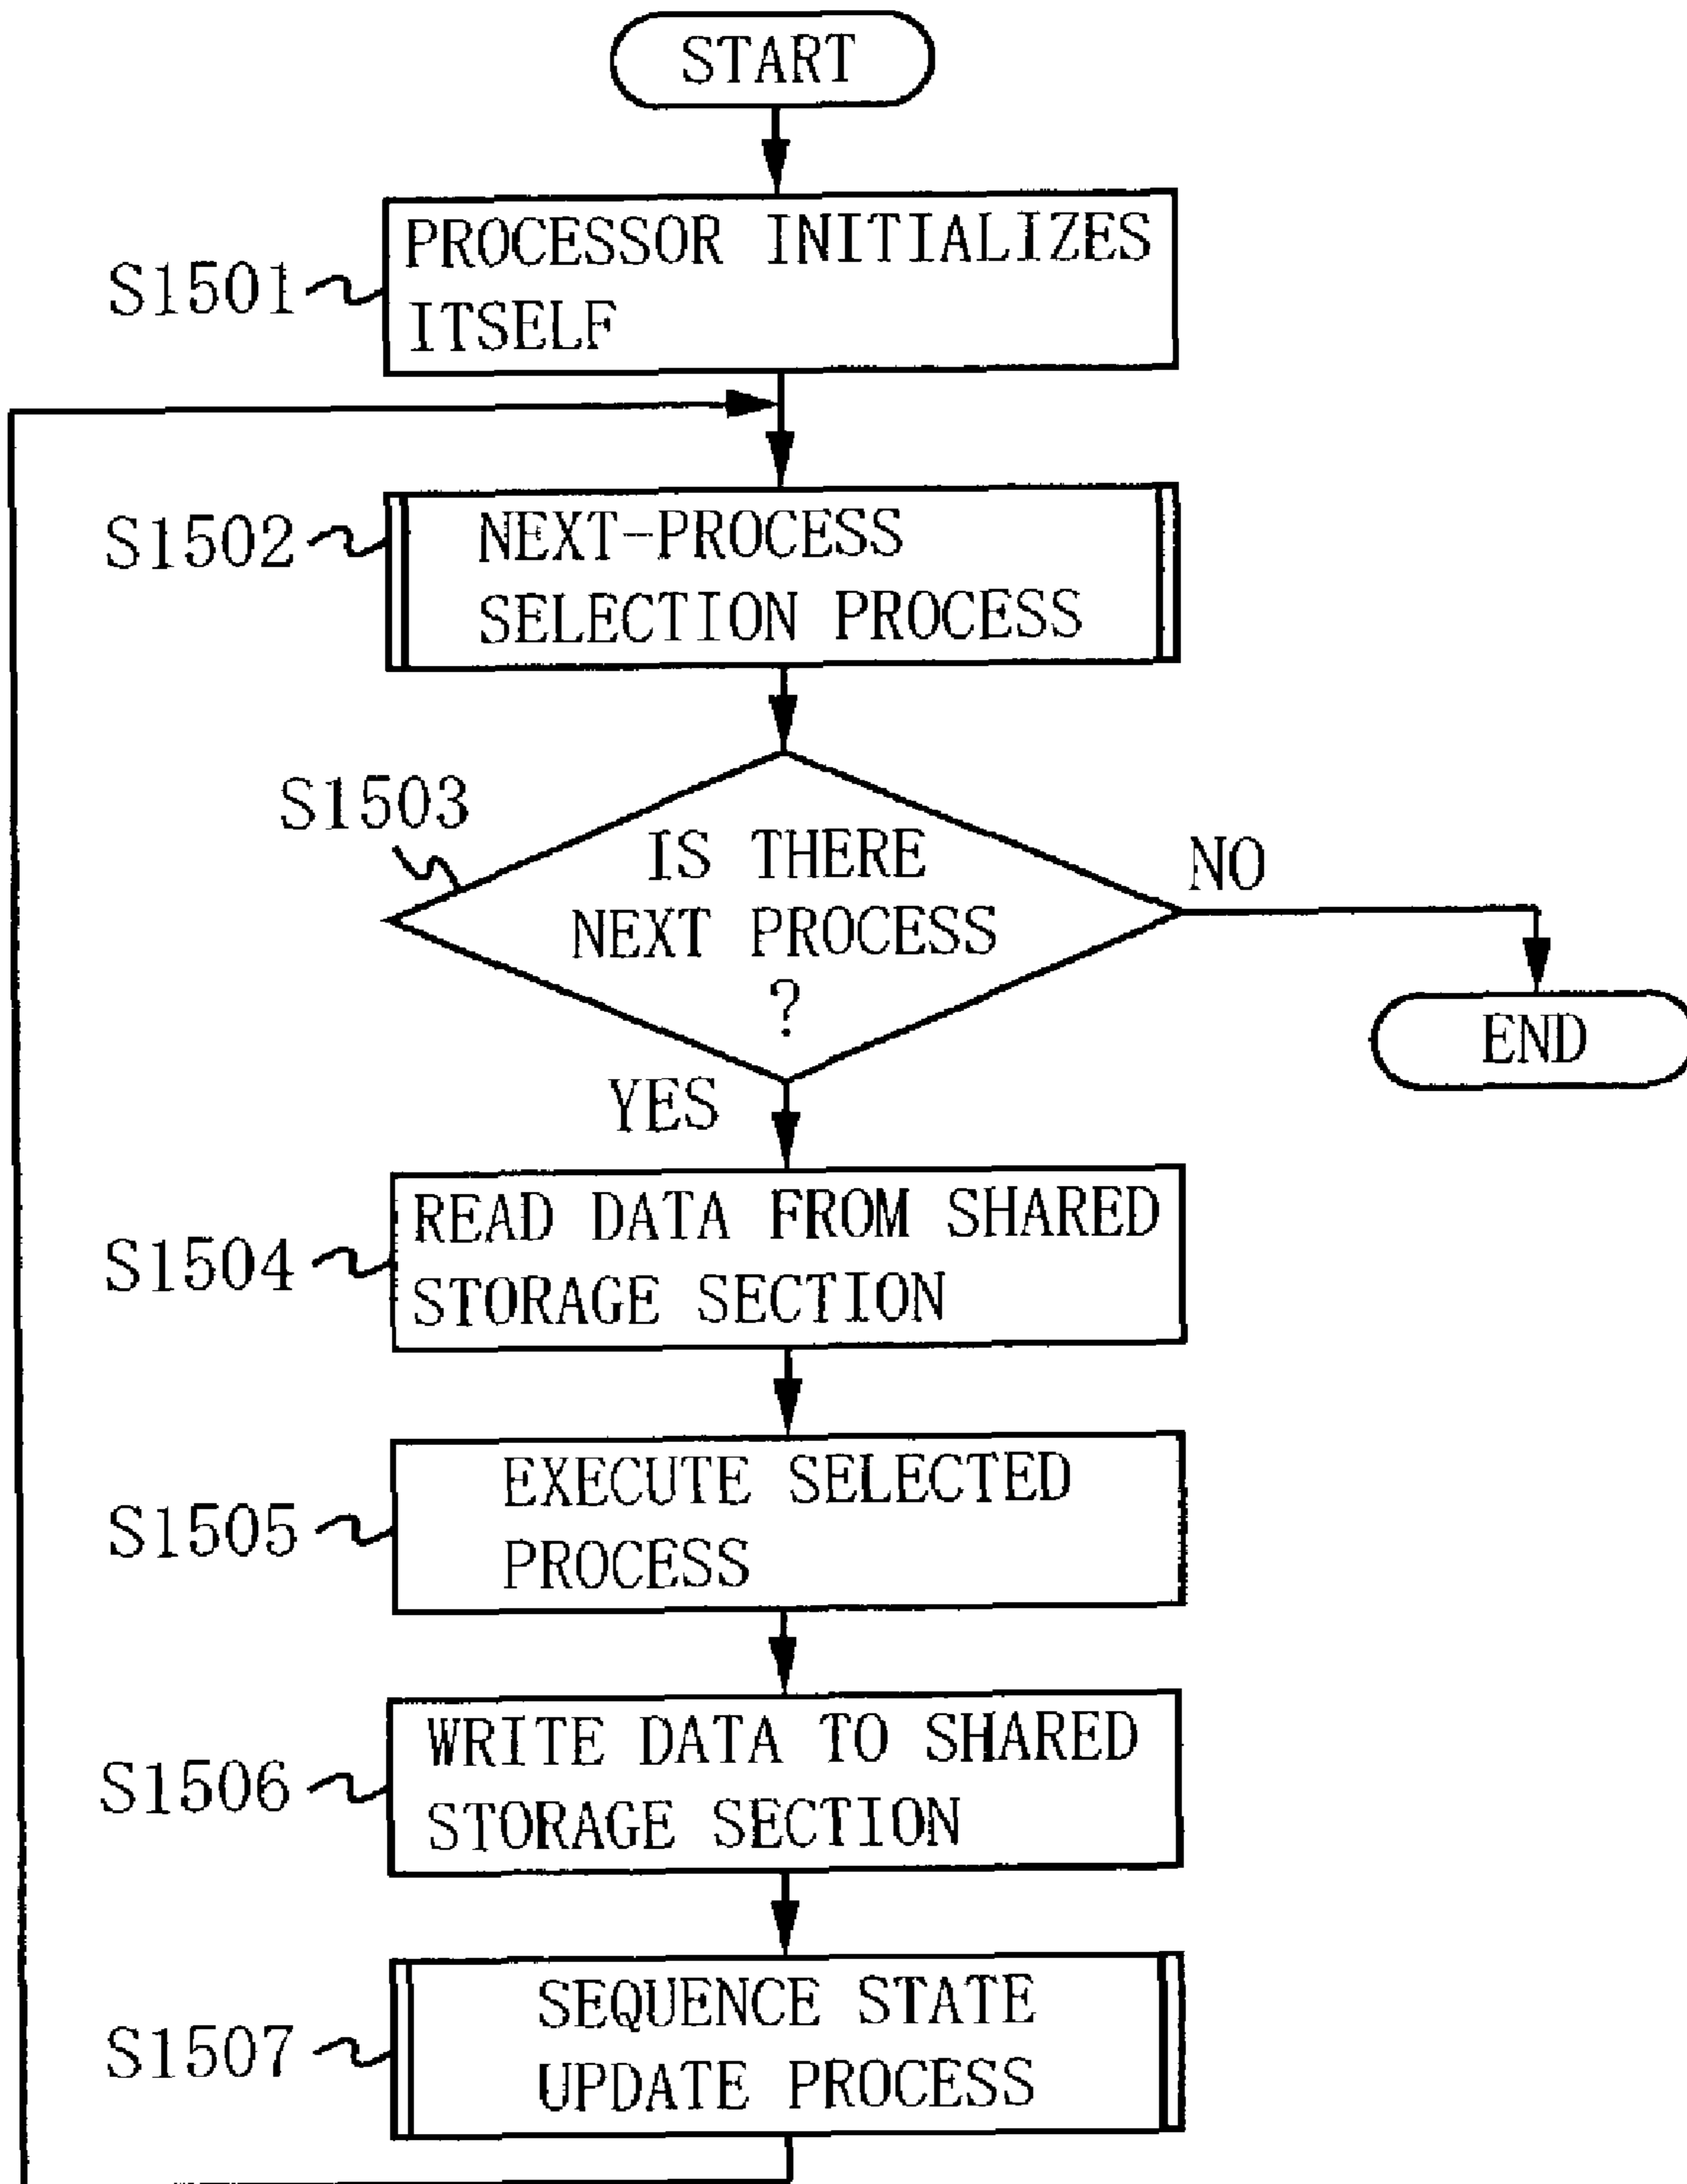 START
S1501
PROCESSOR INITIALIZES
ITSELF
S1502
NEXT-PROCESS
SELECTION PROCESS
S1503
IS THERE
NEXT PROCESS
?
NO
END
YES
S1504
READ DATA FROM SHARED
STORAGE SECTION
S1505
EXECUTE SELECTED
PROCESS
S1506
WRITE DATA TO SHARED
STORAGE SECTION
S1507
SEQUENCE STATE
UPDATE PROCESS